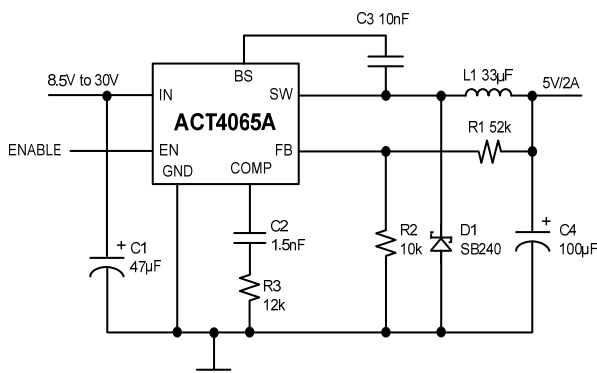 C3 10nF
8.5V to 30V
BS
L1 33µF
5V/2A
IN
SW
ACT4065A
R1 52k
ENABLE
EN
FB
GND
COMP
C2
1.5nF
R2
10k
D1
SB240
+
C4
100µF
+
C1
47µF
R3
12k